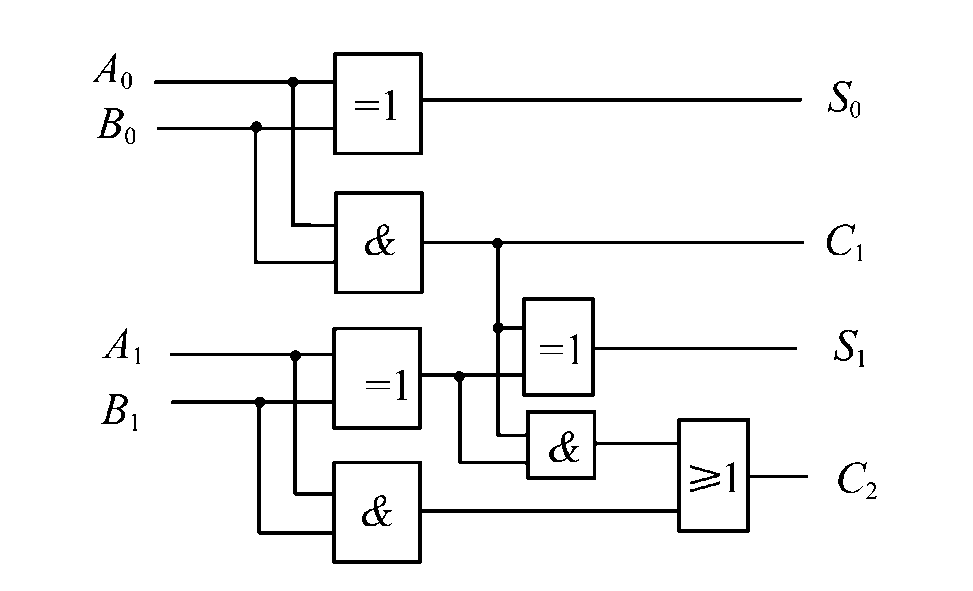 A₀
=1
S₀
B₀
&
C₁
A₁
=1
=1
S₁
B₁
&
≥1
C₂
&